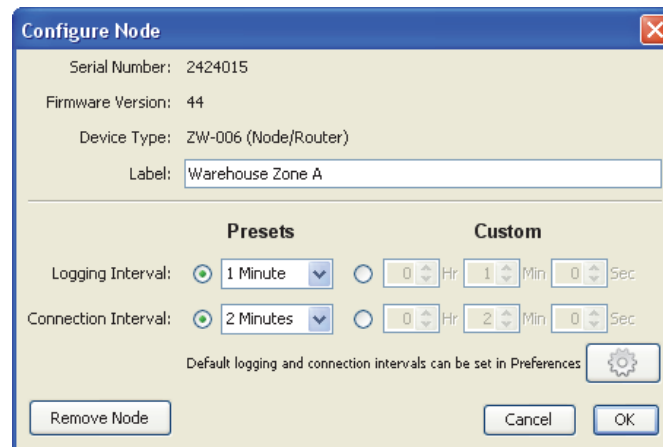 Configure Node
Serial Number: 2424015
Firmware Version: 44
Device Type: ZW-006 (Node/Router)
Label: Warehouse Zone A
Presets Custom
Logging Interval: 1 Minute 0 Hr 1 Min 0 Sec
Connection Interval: 2 Minutes 0 Hr 2 Min 0 Sec
Default logging and connection intervals can be set in Preferences
Remove Node Cancel OK